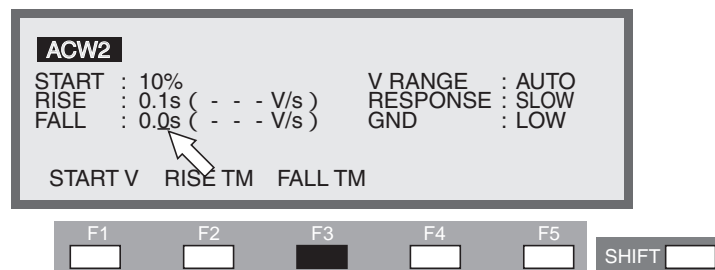 ACW2
START : 10% V RANGE : AUTO
RISE : 0.1s ( - - - V/s ) RESPONSE : SLOW
FALL : 0.0s ( - - - V/s ) GND : LOW
START V RISE TM FALL TM
F1 F2 F3 F4 F5
SHIFT